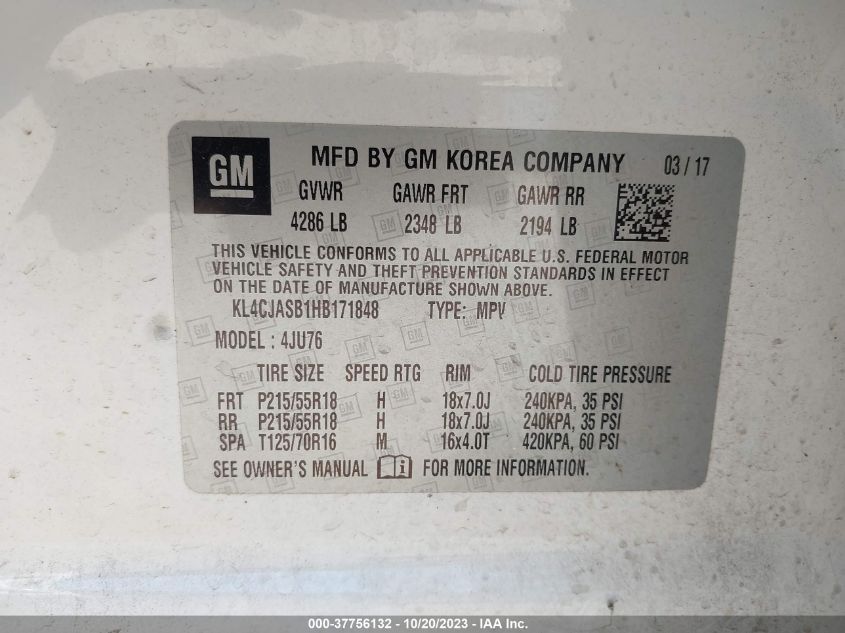 GM MFD BY GM KOREA COMPANY 03/17
GVWR GAWR FRT GAWR RR
4286 LB 2348 LB 2194 LB
THIS VEHICLE CONFORMS TO ALL APPLICABLE U.S. FEDERAL MOTOR
VEHICLE SAFETY AND THEFT PREVENTION STANDARDS IN EFFECT
ON THE DATE OF MANUFACTURE SHOWN ABOVE.
KL4CJASB1HB171848 TYPE: MPV
MODEL: 4JU76
TIRE SIZE SPEED RTG RIM COLD TIRE PRESSURE
FRT P215/55R18 H 18x7.0J 240KPA, 35 PSI
RR P215/55R18 H 18x7.0J 240KPA, 35 PSI
SPA T125/70R16 M 16x4.0T 420KPA, 60 PSI
SEE OWNER'S MANUAL FOR MORE INFORMATION.
000-37756132 - 10/20/2023 - IAA Inc.